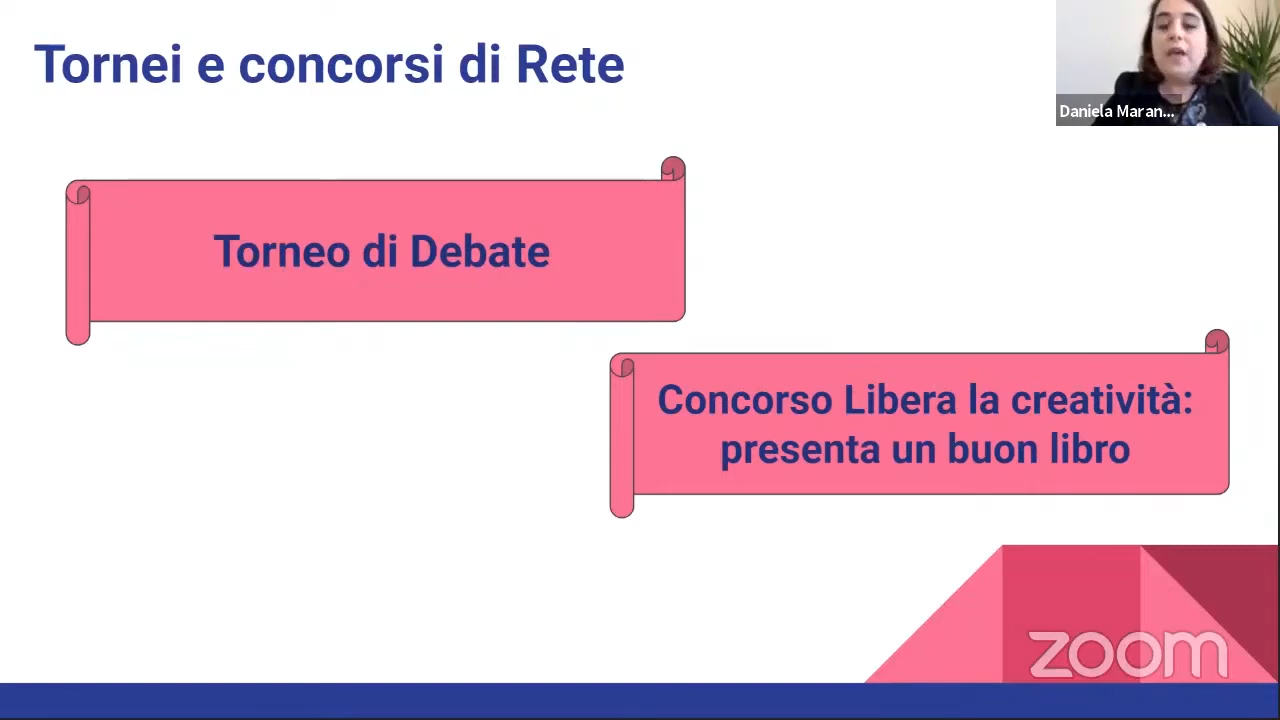 Tornei e concorsi di Rete
Daniela Maran...
Torneo di Debate
Concorso Libera la creatività:
presenta un buon libro
zoom